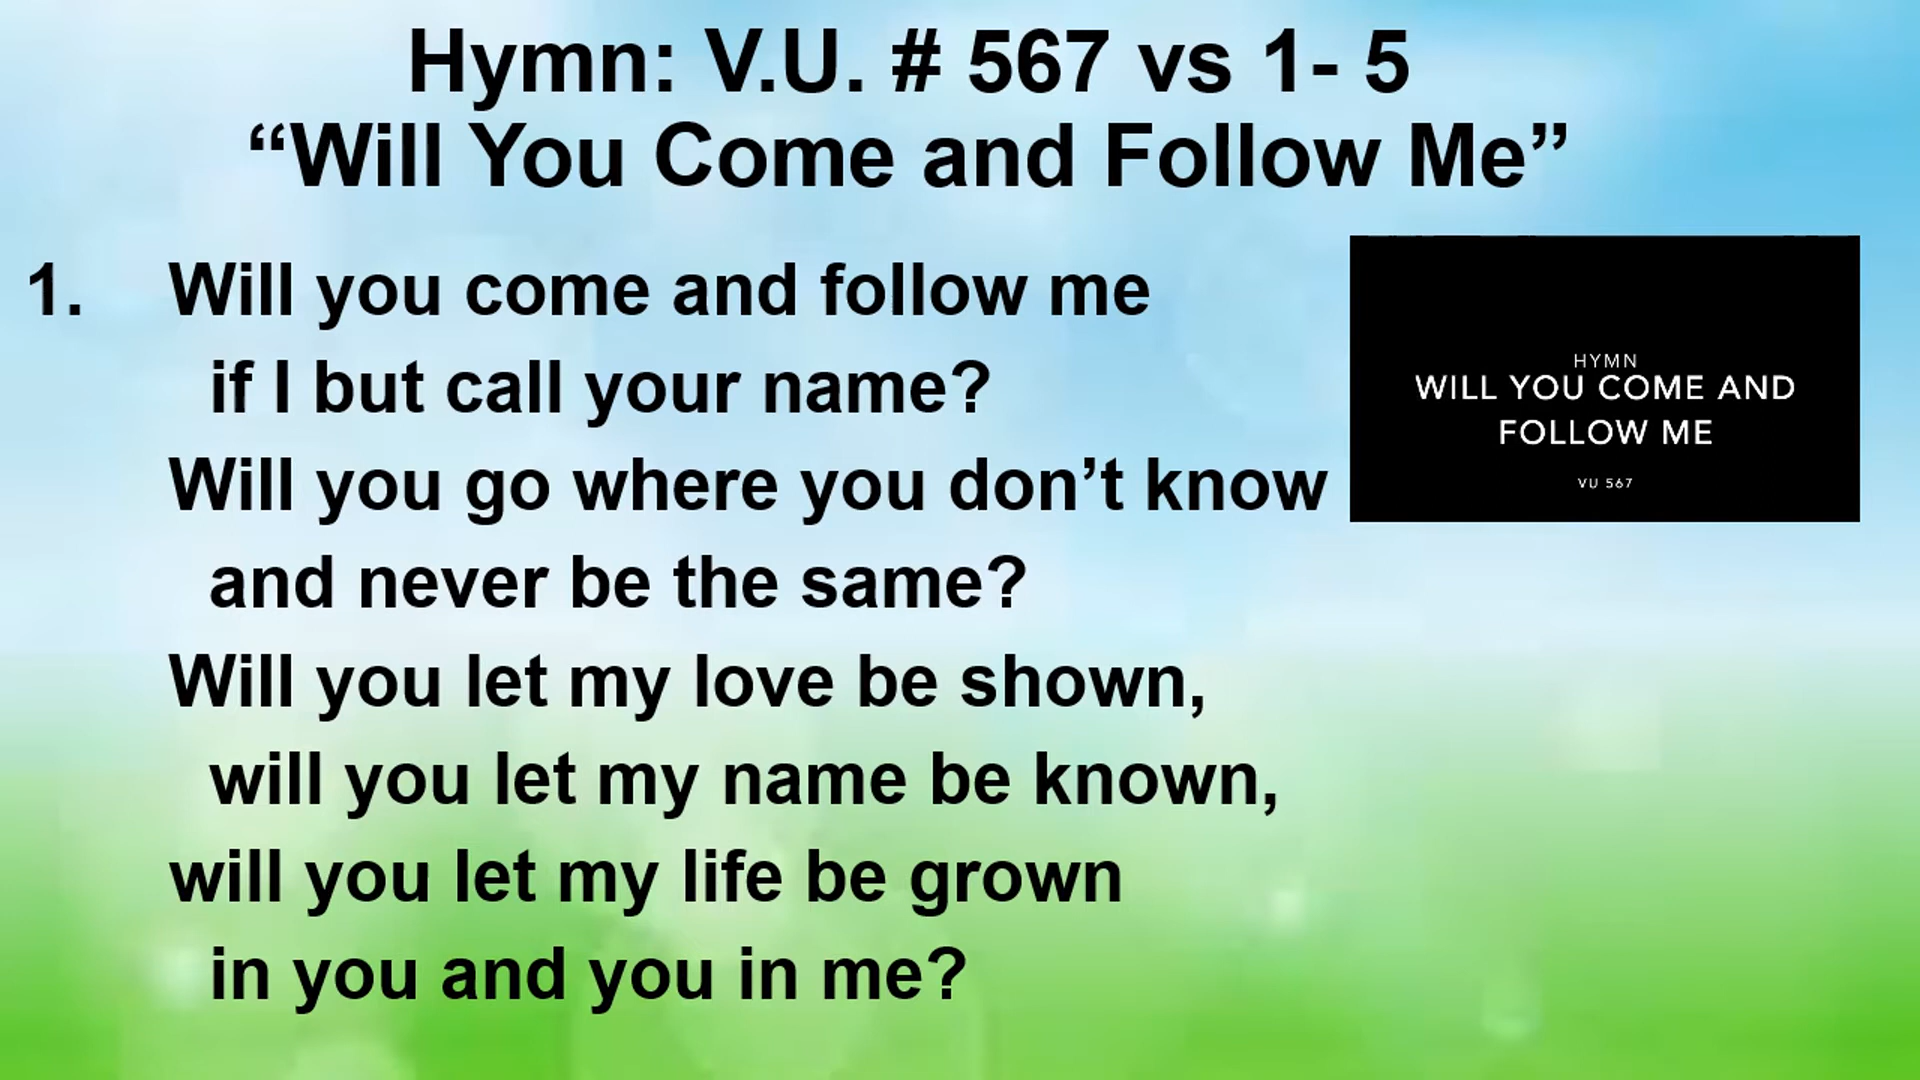 Hymn: V.U. # 567 vs 1- 5
“Will You Come and Follow Me”
1. Will you come and follow me
if I but call your name?
Will you go where you don’t know
and never be the same?
Will you let my love be shown,
will you let my name be known,
will you let my life be grown
in you and you in me?
HYMN
WILL YOU COME AND
FOLLOW ME
VU 567